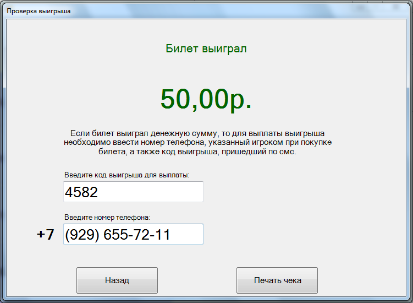 Проверка выигрыша
Билет выиграл
50,00р.
Если билет выиграл денежную сумму, то для выплаты выигрыша
необходимо ввести номер телефона, указанный игроком при покупке
билета, а также код выигрыша, пришедший по смс.
Введите код выигрыша для выплаты:
4582
Введите номер телефона:
+7 (929) 655-72-11
Назад Печать чека